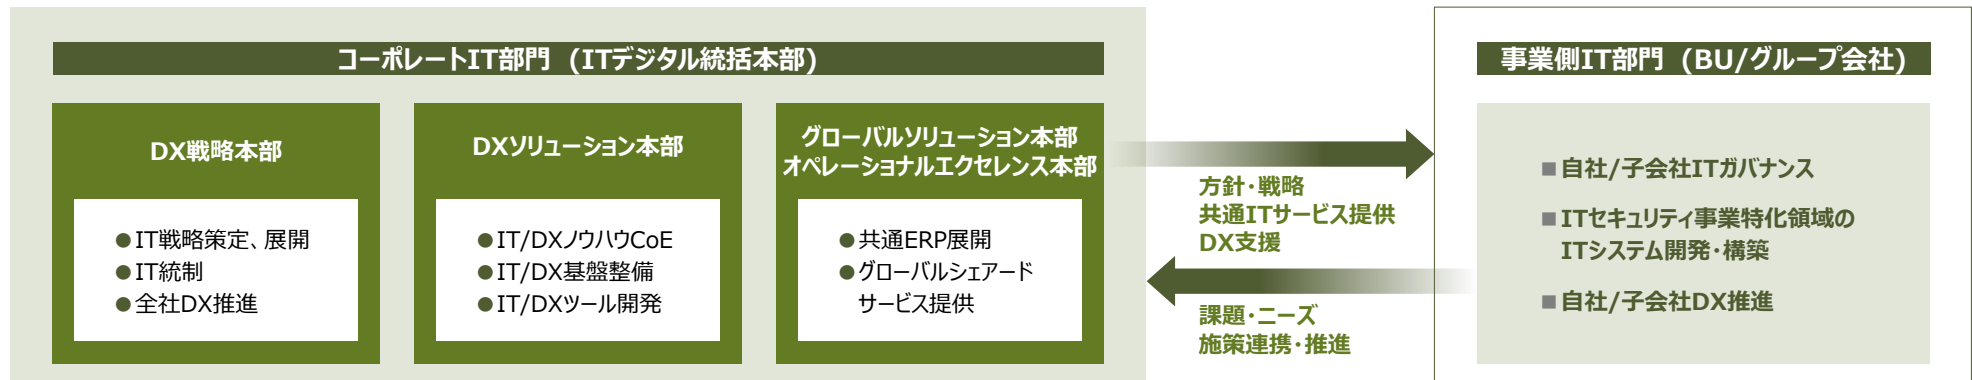 コーポレートIT部門 (ITデジタル統括本部)
DX戦略本部
●IT戦略策定、展開
●IT統制
●全社DX推進
DXソリューション本部
●IT/DXノウハウCoE
●IT/DX基盤整備
●IT/DXツール開発
グローバルソリューション本部
オペレーショナルエクセレンス本部
●共通ERP展開
●グローバルシェアード
サービス提供
方針・戦略
共通ITサービス提供
DX支援
課題・ニーズ
施策連携・推進
事業側IT部門 (BU/グループ会社)
■自社/子会社ITガバナンス
■ITセキュリティ事業特化領域の
ITシステム開発・構築
■自社/子会社DX推進